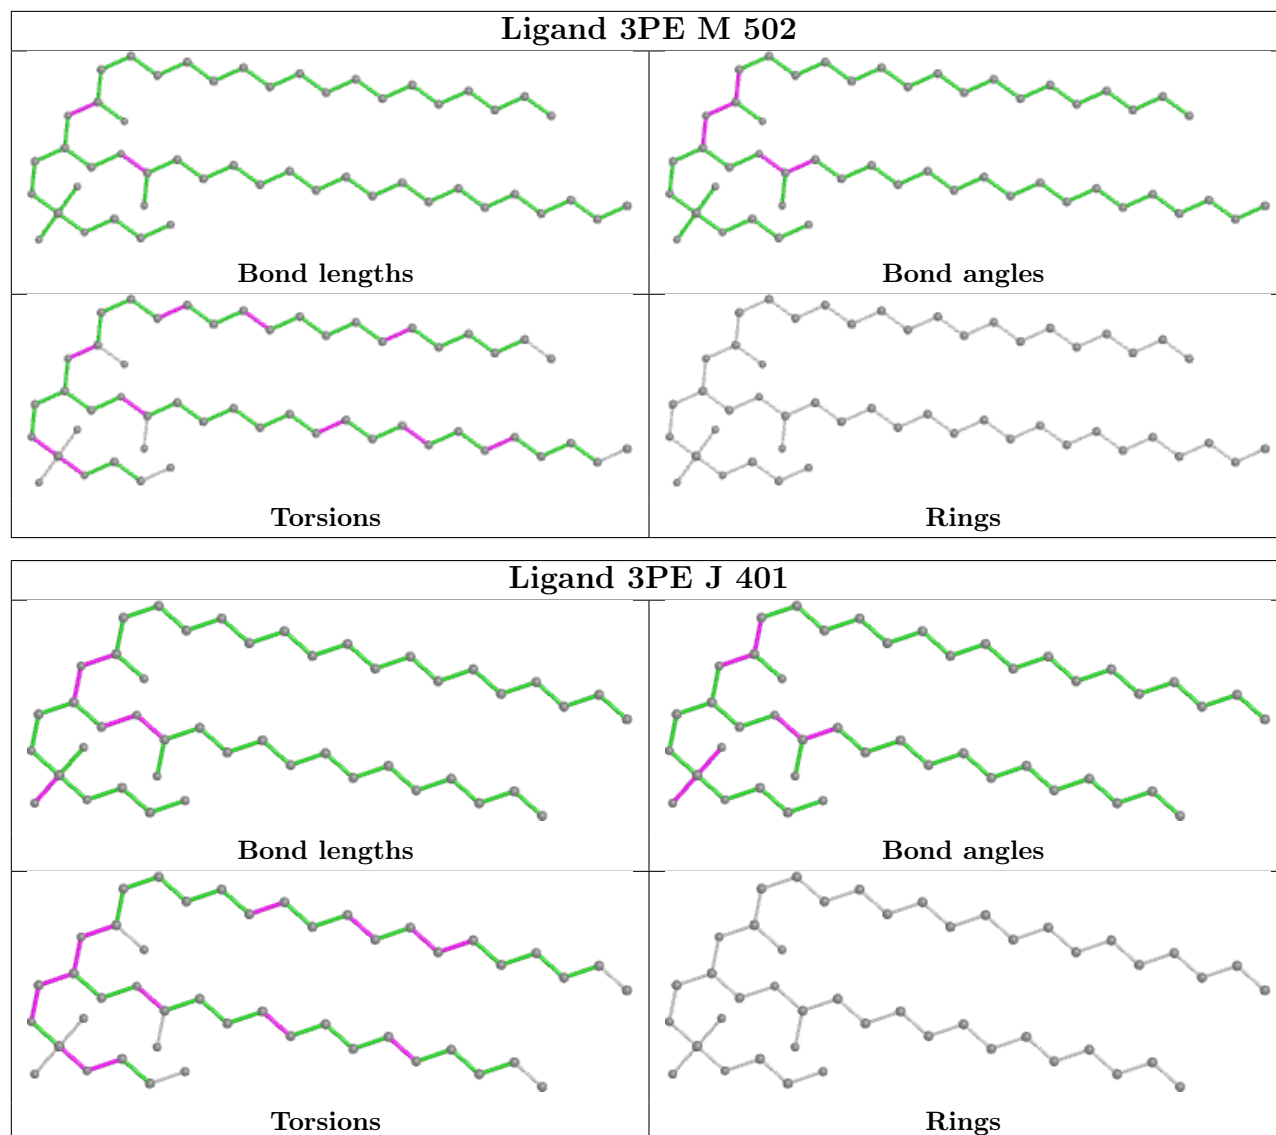 Ligand 3PE M 502
Bond lengths
Bond angles
Torsions
Rings
Ligand 3PE J 401
Bond lengths
Bond angles
Torsions
Rings